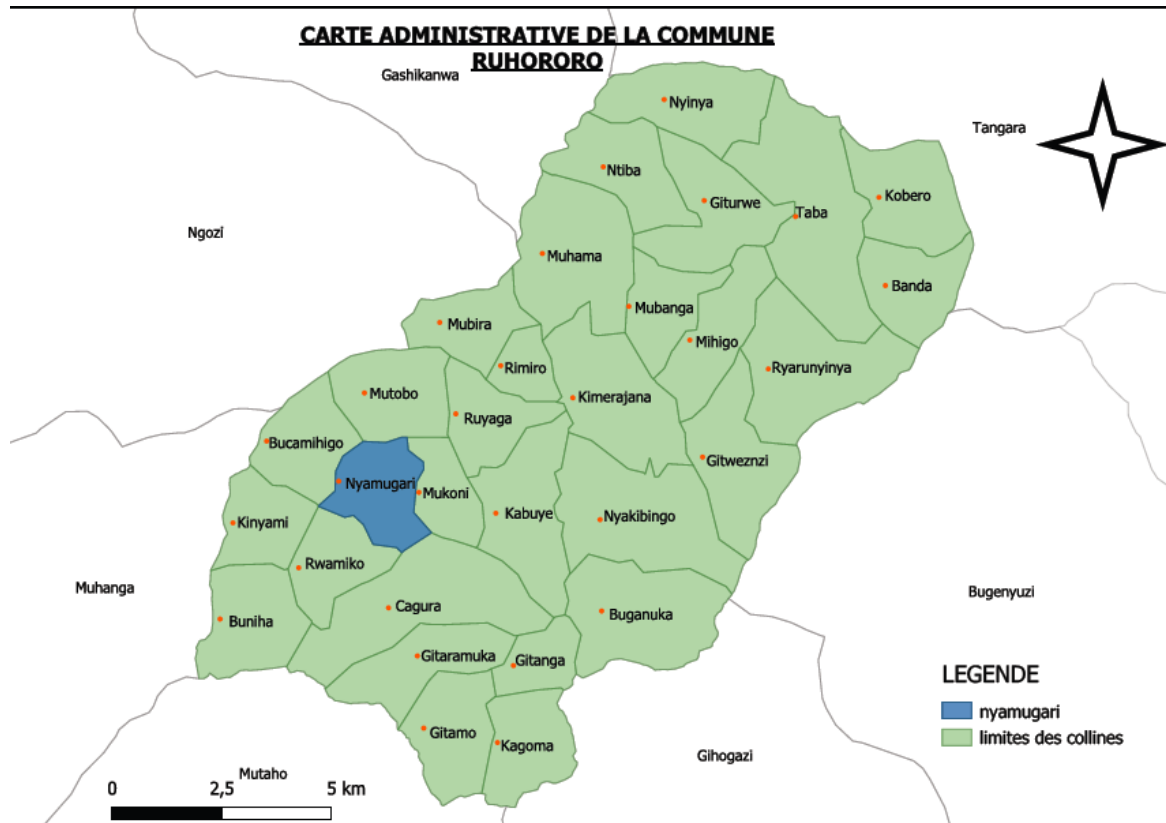 CARTE ADMINISTRATIVE DE LA COMMUNE
RUHORORO
Gashikanwa
Nyinya
Tangara
Ntiba
Giturwe
Kobero
Taba
Ngozi
Muhama
Banda
Mubanga
Mubira
Mihigo
Rimiro
Ryarunyinya
Mutobo
Kimerajana
Ruyaga
Bucamihigo
Gitweznzi
Nyamugari
Mukoni
Kabuye
Nyakibingo
Kinyami
Rwamiko
Muhanga
Bugenyuzi
Cagura
Buganuka
Buniha
Gitaramuka
Gitanga
LEGENDE
nyamugari
limites des collines
Gitamo
Kagoma
Gihogazi
Mutaho
0 2,5 5 km